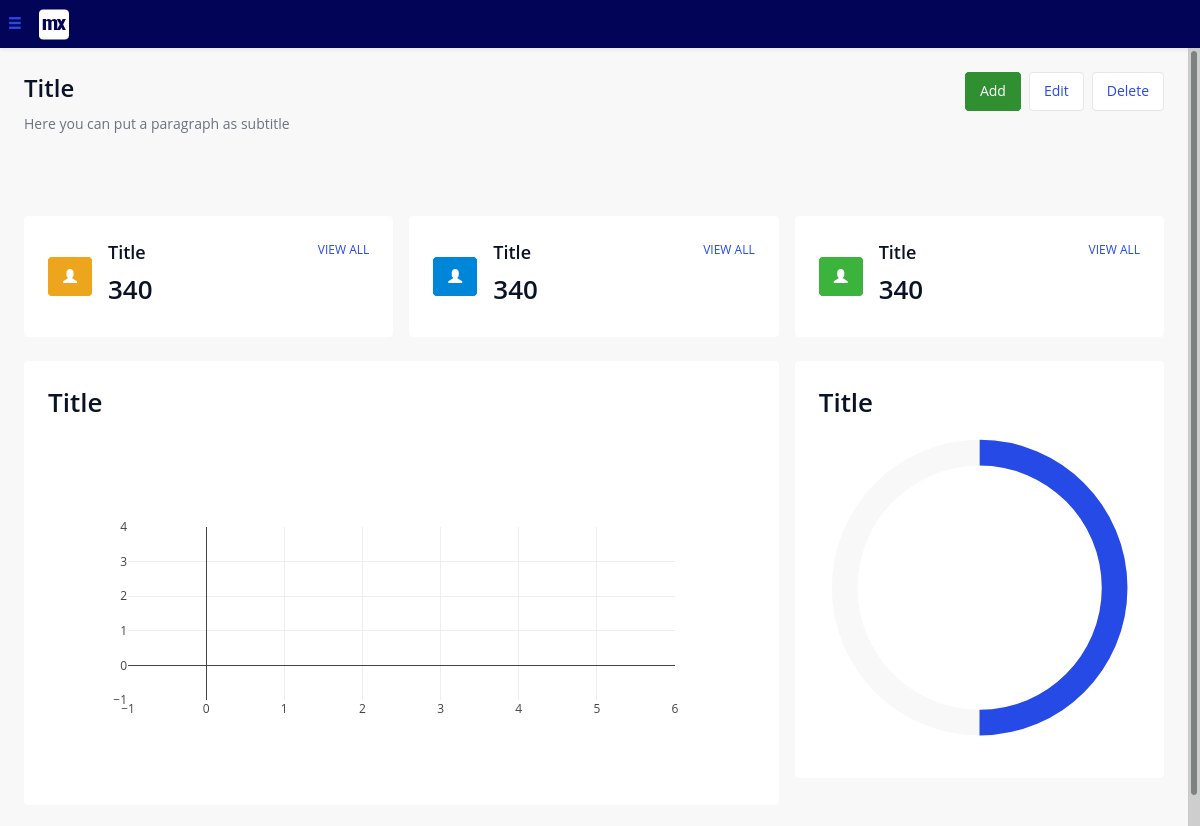 mx
Title
Add Edit Delete
Here you can put a paragraph as subtitle
Title VIEW ALL
340
Title VIEW ALL
340
Title VIEW ALL
340
Title
4
3
2
1
0
−1
−1 0 1 2 3 4 5 6
Title